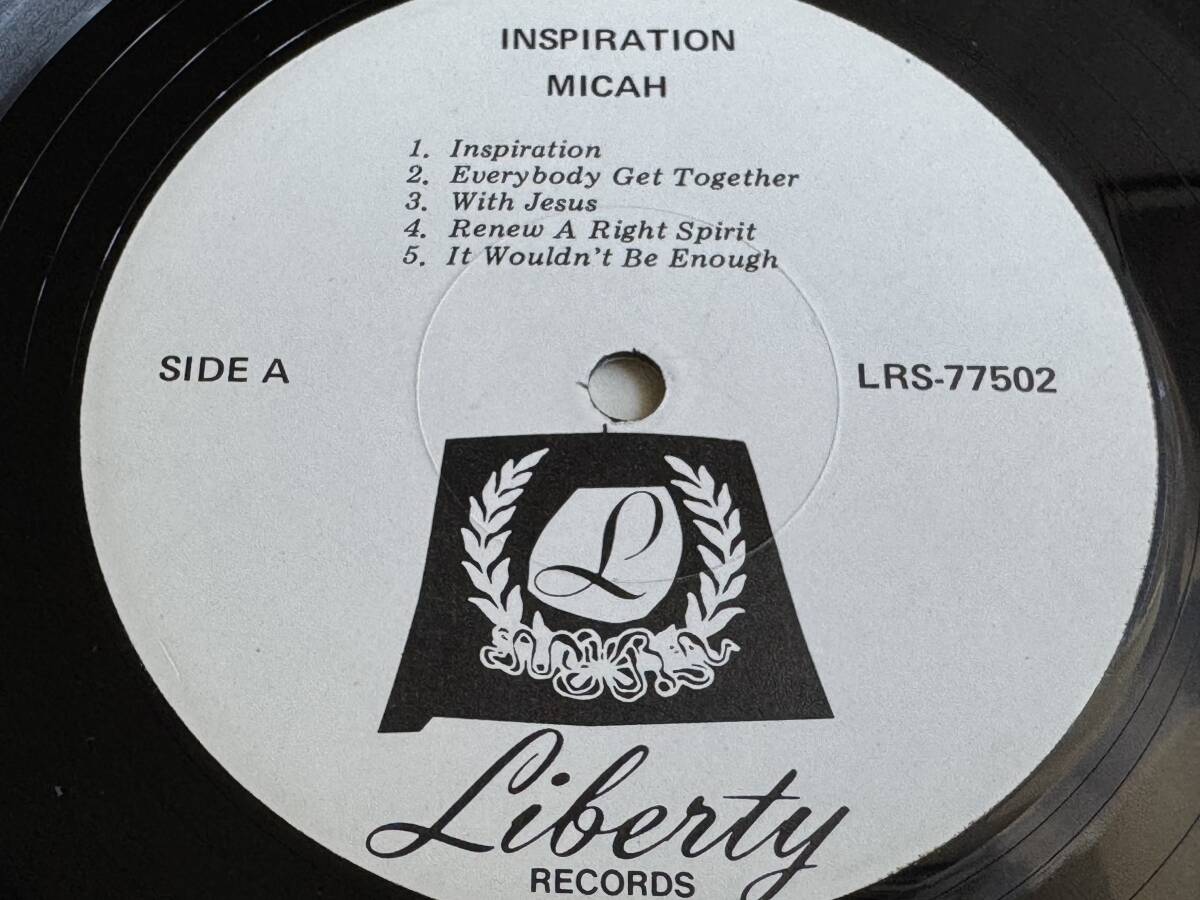 INSPIRATION
MICAH
1. Inspiration
2. Everybody Get Together
3. With Jesus
4. Renew A Right Spirit
5. It Wouldn't Be Enough
SIDE A
LRS-77502
L
Liberty
RECORDS